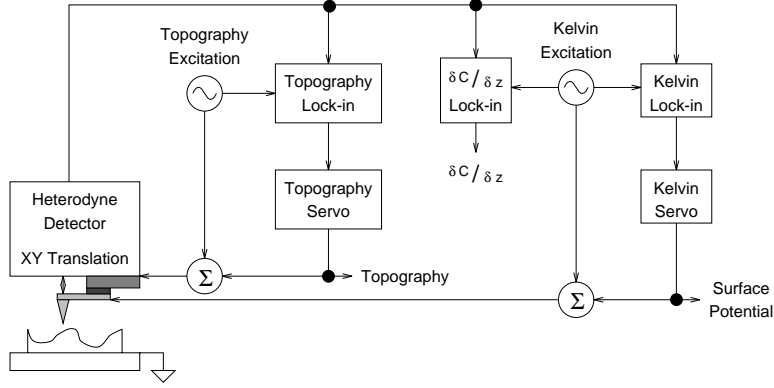 Topography
Excitation
Kelvin
Excitation
Topography
Lock-in
δC/δz
Lock-in
Kelvin
Lock-in
δC/δz
Topography
Servo
Kelvin
Servo
Heterodyne
Detector
XY Translation
Σ
Topography
Σ
Surface
Potential